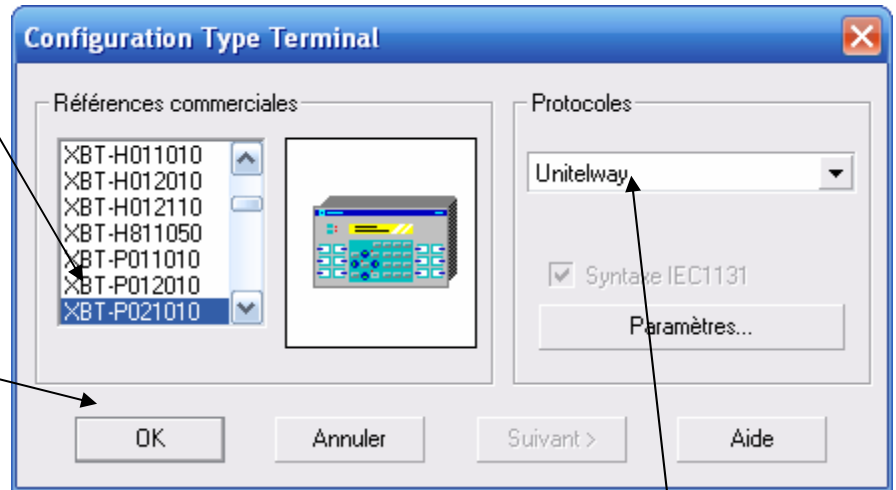 Configuration Type Terminal
Références commerciales
XBT-H011010
XBT-H012010
XBT-H012110
XBT-H811050
XBT-P011010
XBT-P012010
XBT-P021010
Protocoles
Unitelway
Syntaxe IEC1131
Paramètres...
OK
Annuler
Suivant >
Aide